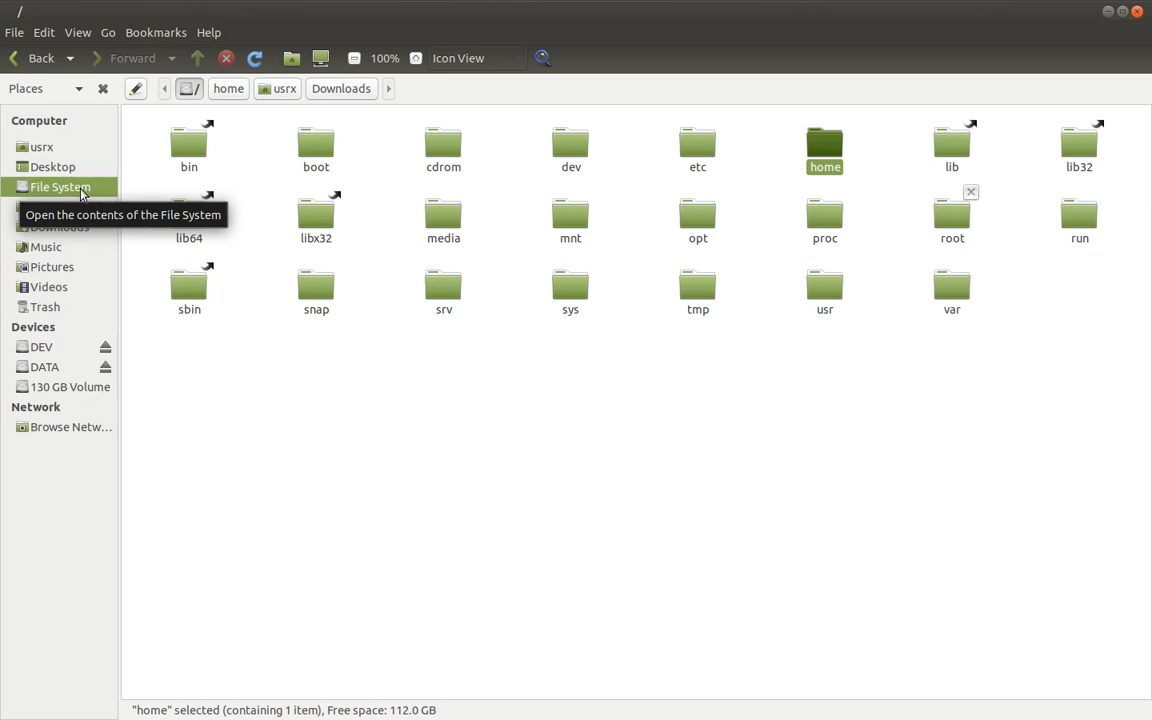 /
File Edit View Go Bookmarks Help
Back Forward 100% Icon View
Places / home usrx Downloads
Computer
usrx
Desktop
File System
Open the contents of the File System
Downloads
Music
Pictures
Videos
Trash
Devices
DEV
DATA
130 GB Volume
Network
Browse Netw...
bin boot cdrom dev etc home lib lib32
lib64 libx32 media mnt opt proc root run
sbin snap srv sys tmp usr var
"home" selected (containing 1 item), Free space: 112.0 GB